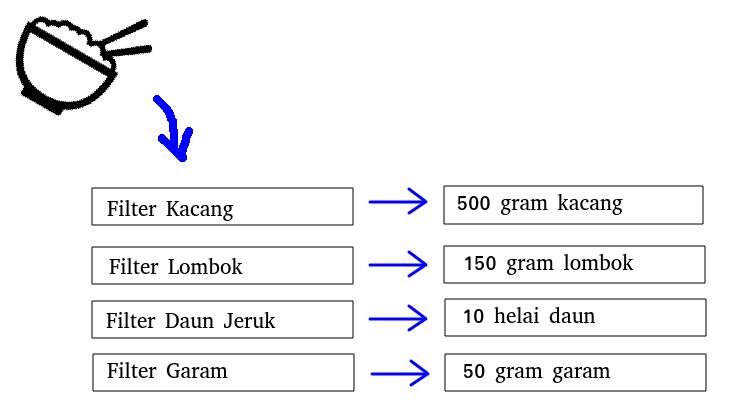 Filter Kacang
500 gram kacang
Filter Lombok
150 gram lombok
Filter Daun Jeruk
10 helai daun
Filter Garam
50 gram garam